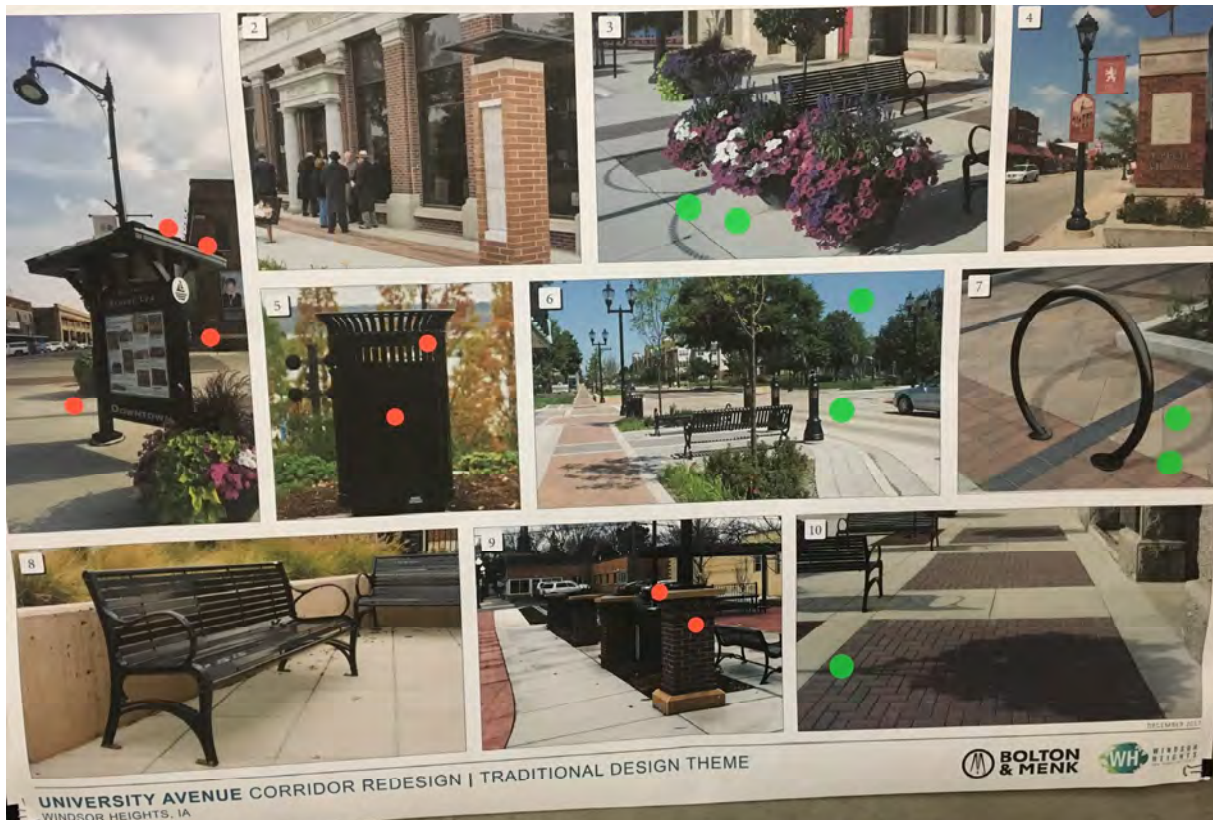 2
3
4
DOWNTOWN
5
6
7
8
9
10
DECEMBER 2017
UNIVERSITY AVENUE CORRIDOR REDESIGN | TRADITIONAL DESIGN THEME
WINDSOR HEIGHTS, IA
BOLTON
& MENK
WH
WINDSOR
HEIGHTS